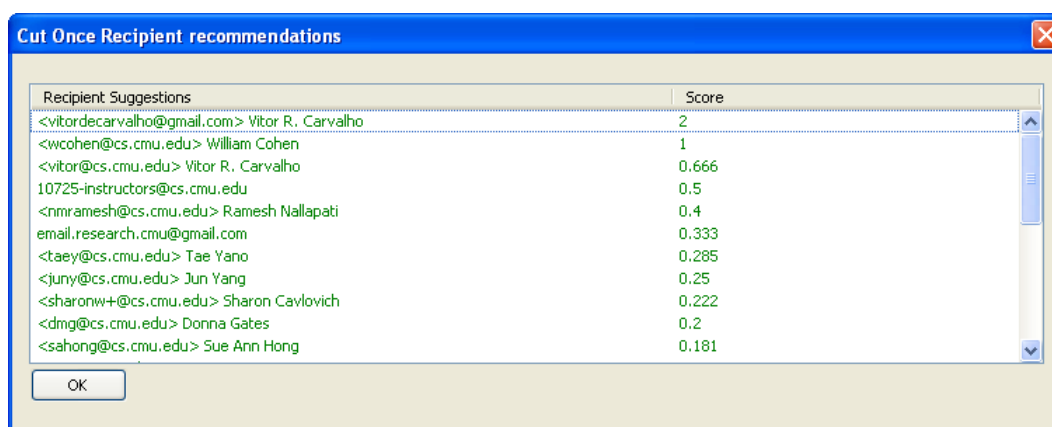 Cut Once Recipient recommendations
Recipient Suggestions Score
<vitordecarvalho@gmail.com> Vitor R. Carvalho 2
<wcohen@cs.cmu.edu> William Cohen 1
<vitor@cs.cmu.edu> Vitor R. Carvalho 0.666
10725-instructors@cs.cmu.edu 0.5
<nmramesh@cs.cmu.edu> Ramesh Nallapati 0.4
email.research.cmu@gmail.com 0.333
<taey@cs.cmu.edu> Tae Yano 0.285
<juny@cs.cmu.edu> Jun Yang 0.25
<sharonw+@cs.cmu.edu> Sharon Cavlovich 0.222
<dmg@cs.cmu.edu> Donna Gates 0.2
<sahong@cs.cmu.edu> Sue Ann Hong 0.181
OK